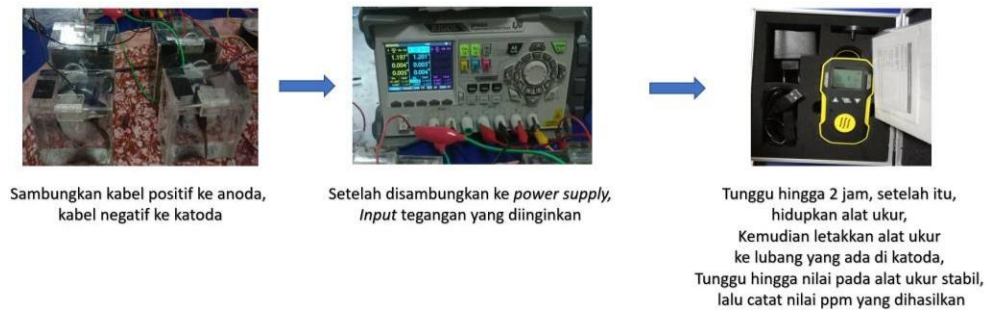 Sambungkan kabel positif ke anoda,
kabel negatif ke katoda
Setelah disambungkan ke power supply,
Input tegangan yang diinginkan
Tunggu hingga 2 jam, setelah itu,
hidupkan alat ukur,
Kemudian letakkan alat ukur
ke lubang yang ada di katoda,
Tunggu hingga nilai pada alat ukur stabil,
lalu catat nilai ppm yang dihasilkan